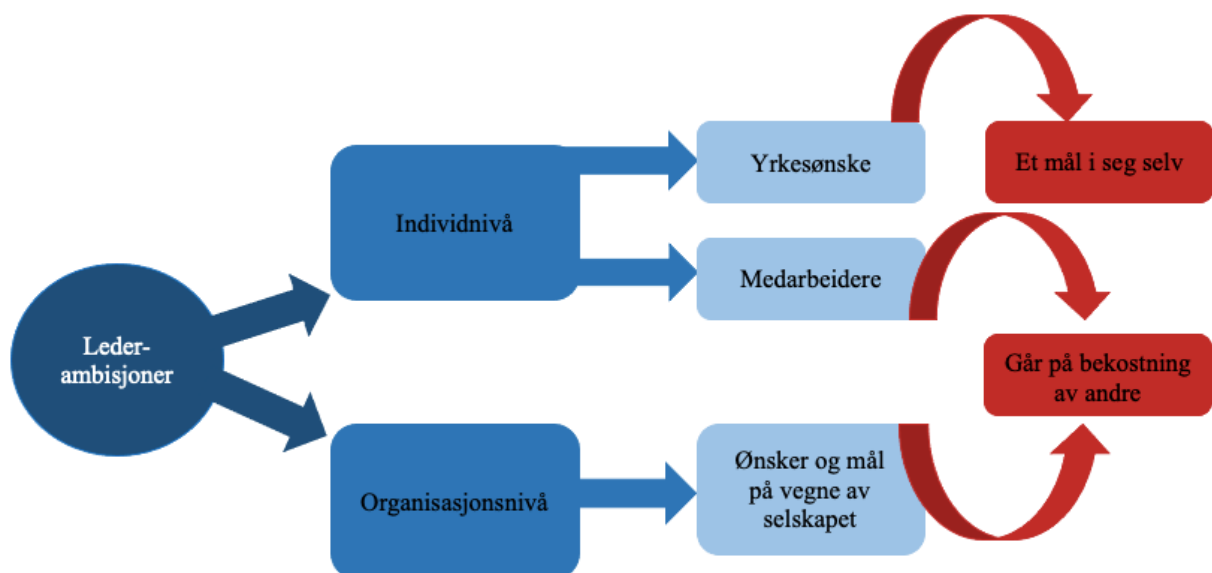 Yrkesønske
Et mål i seg selv
Individnivå
Medarbeidere
Leder-
ambisjoner
Går på bekostning
av andre
Organisasjonsnivå
Ønsker og mål
på vegne av
selskapet